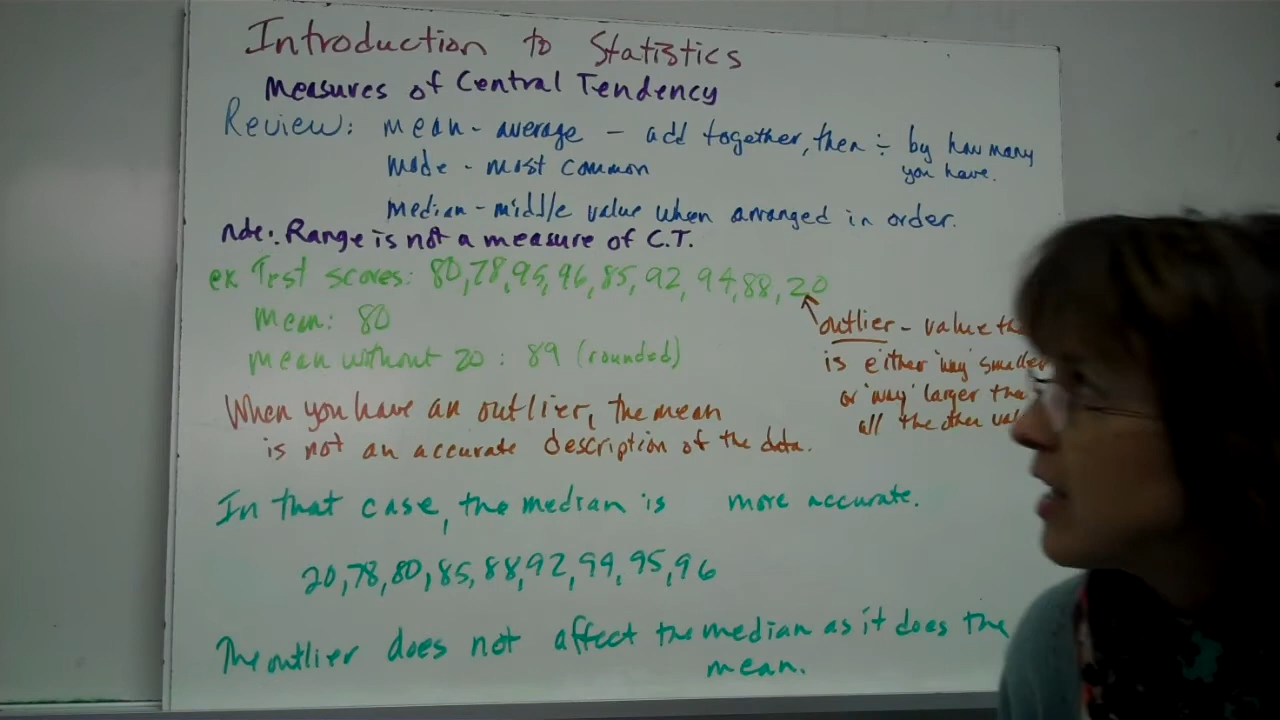 Introduction to Statistics
Measures of Central Tendency
Review: mean - average - add together, then ÷ by how many
you have.
mode - most common
median - middle value when arranged in order.
note: Range is not a measure of C.T.
ex Test scores: 80, 78, 95, 96, 85, 92, 94, 88, 20
mean: 80
mean without 20 : 89 (rounded)
outlier - value
is either 'way' smaller
or 'way' larger
all the other
When you have an outlier, the mean
is not an accurate description of the data.
In that case, the median is more accurate.
20, 78, 80, 85, 88, 92, 94, 95, 96
The outlier does not affect the median as it does the
mean.